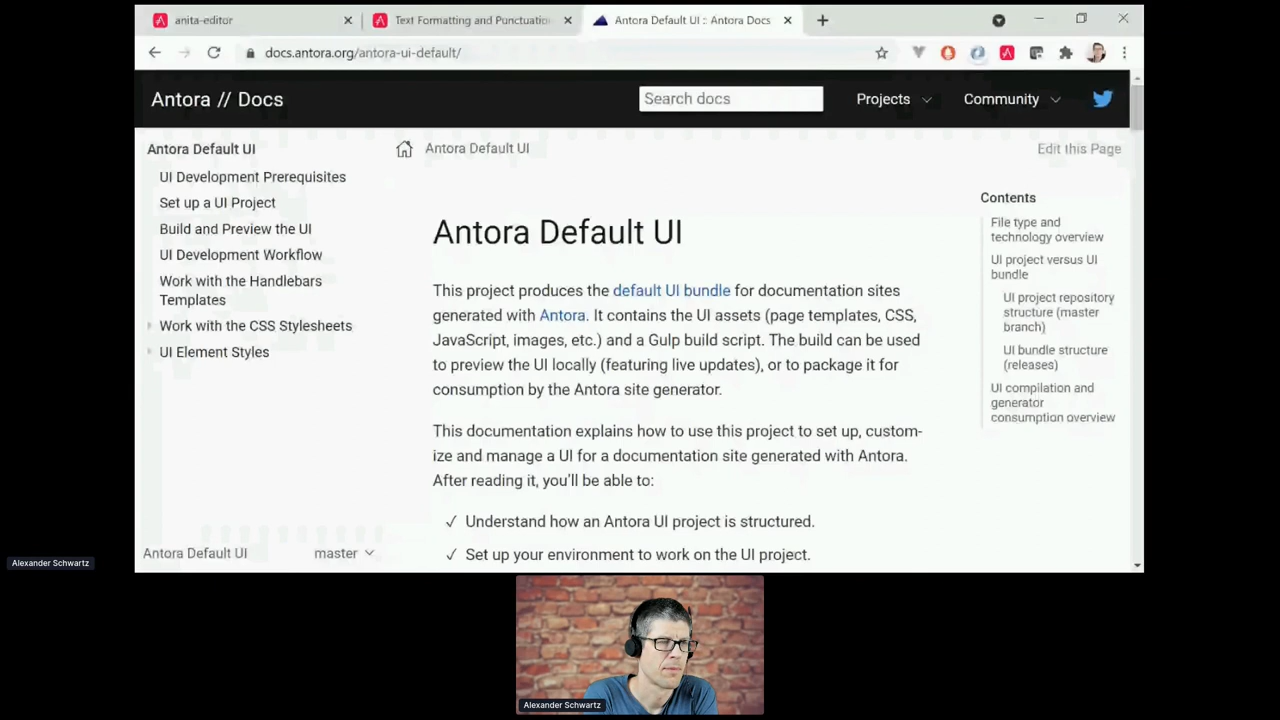 anita-editor
Text Formatting and Punctuatio
Antora Default UI :: Antora Docs
docs.antora.org/antora-ui-default/
Antora // Docs
Search docs
Projects
Community
Antora Default UI
UI Development Prerequisites
Set up a UI Project
Build and Preview the UI
UI Development Workflow
Work with the Handlebars
Templates
Work with the CSS Stylesheets
UI Element Styles
Antora Default UI
master
Antora Default UI
Edit this Page
Antora Default UI
This project produces the default UI bundle for documentation sites
generated with Antora. It contains the UI assets (page templates, CSS,
JavaScript, images, etc.) and a Gulp build script. The build can be used
to preview the UI locally (featuring live updates), or to package it for
consumption by the Antora site generator.
This documentation explains how to use this project to set up, custom-
ize and manage a UI for a documentation site generated with Antora.
After reading it, you'll be able to:
✓ Understand how an Antora UI project is structured.
✓ Set up your environment to work on the UI project.
Contents
File type and
technology overview
UI project versus UI
bundle
UI project repository
structure (master
branch)
UI bundle structure
(releases)
UI compilation and
generator
consumption overview
Alexander Schwartz
Alexander Schwartz